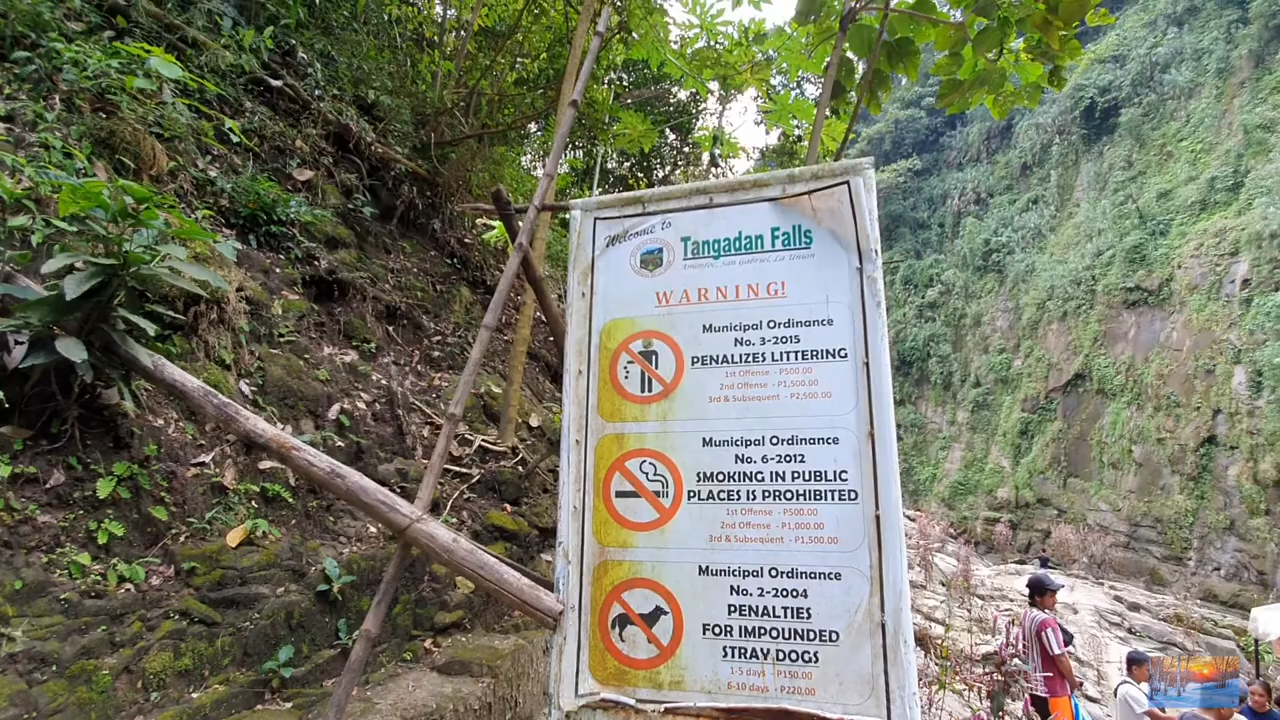 Welcome to
Tangadan Falls
Amontoc, San Gabriel, La Union
WARNING!
Municipal Ordinance
No. 3-2015
PENALIZES LITTERING
1st Offense - P500.00
2nd Offense - P1,500.00
3rd & Subsequent - P2,500.00
Municipal Ordinance
No. 6-2012
SMOKING IN PUBLIC
PLACES IS PROHIBITED
1st Offense - P500.00
2nd Offense - P1,000.00
3rd & Subsequent - P1,500.00
Municipal Ordinance
No. 2-2004
PENALTIES
FOR IMPOUNDED
STRAY DOGS
1-5 days - P150.00
6-10 days - P220,00